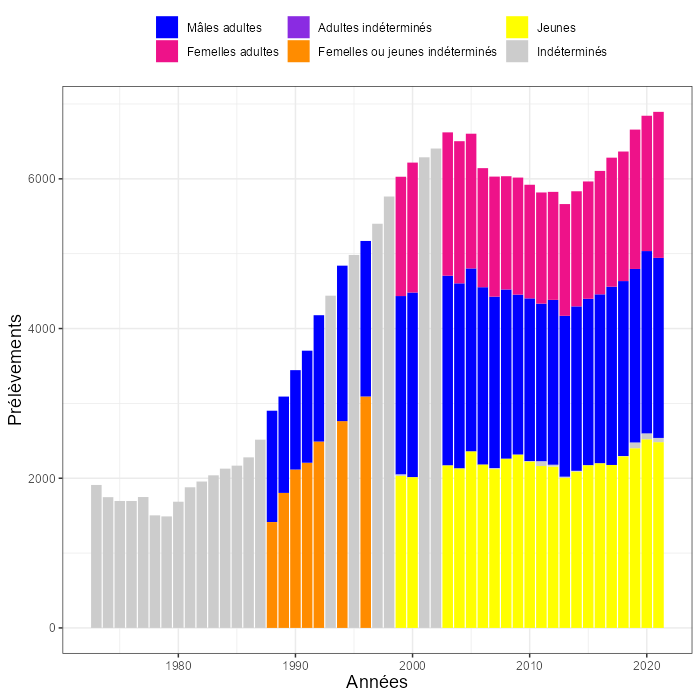 Mâles adultes Adultes indéterminés Jeunes
Femelles adultes Femelles ou jeunes indéterminés Indéterminés
6000
4000
2000
0
Prélèvements
1980 1990 2000 2010 2020
Années